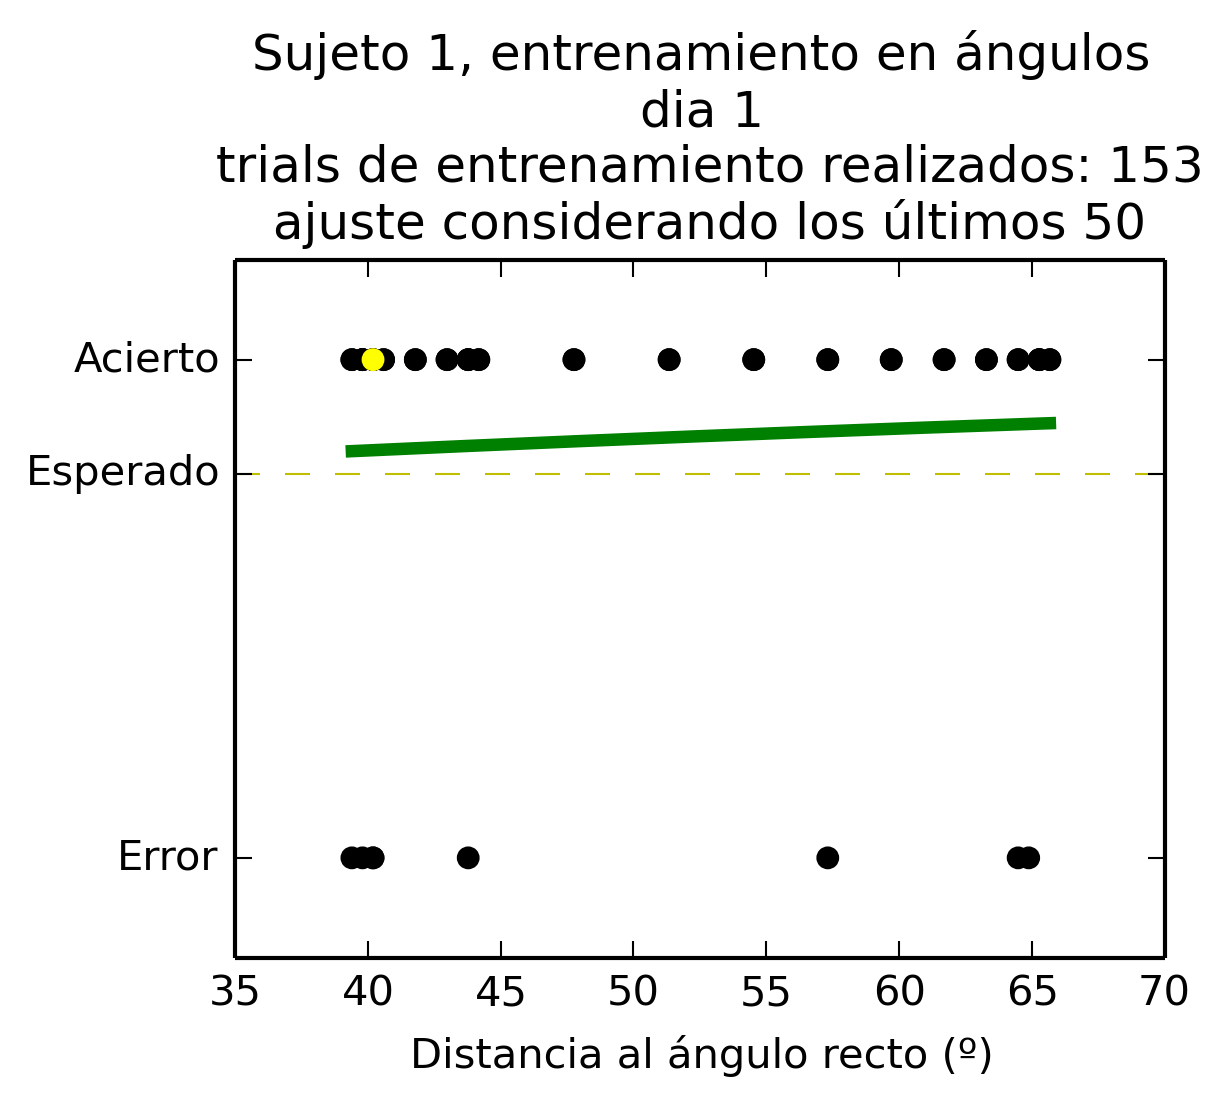 Sujeto 1, entrenamiento en ángulos
dia 1
trials de entrenamiento realizados: 153
ajuste considerando los últimos 50
Acierto
Esperado
Error
35 40 45 50 55 60 65 70
Distancia al ángulo recto (º)